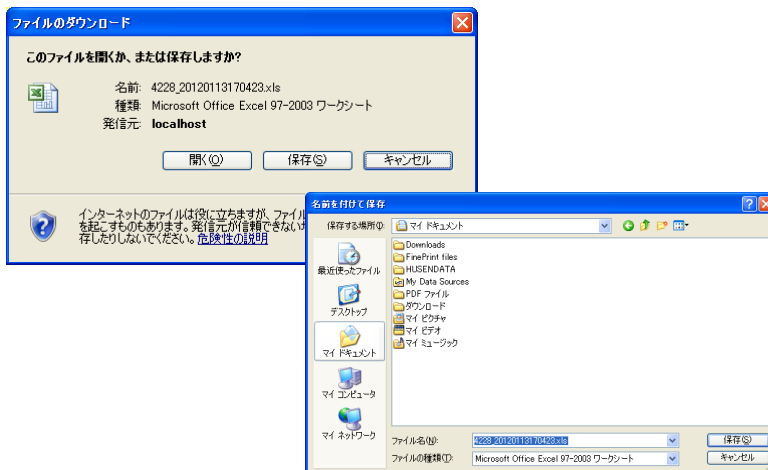 ファイルのダウンロード
このファイルを開くか、または保存しますか?
名前: 4228_20120113170423.xls
種類: Microsoft Office Excel 97-2003 ワークシート
発信元: localhost
開く(O)
保存(S)
キャンセル
インターネットのファイルは役に立ちますが、ファイル
を起こすものもあります。発信元が信頼できない
存したりしないでください。危険性の説明
名前を付けて保存
保存する場所(I):
マイ ドキュメント
最近使ったファイル
デスクトップ
マイ ドキュメント
マイ コンピュータ
マイ ネットワーク
Downloads
FinePrint files
HUSENDATA
My Data Sources
PDF ファイル
ダウンロード
マイ ピクチャ
マイ ビデオ
マイ ミュージック
ファイル名(N):
4228_20120113170423.xls
保存(S)
ファイルの種類(T):
Microsoft Office Excel 97-2003 ワークシート
キャンセル